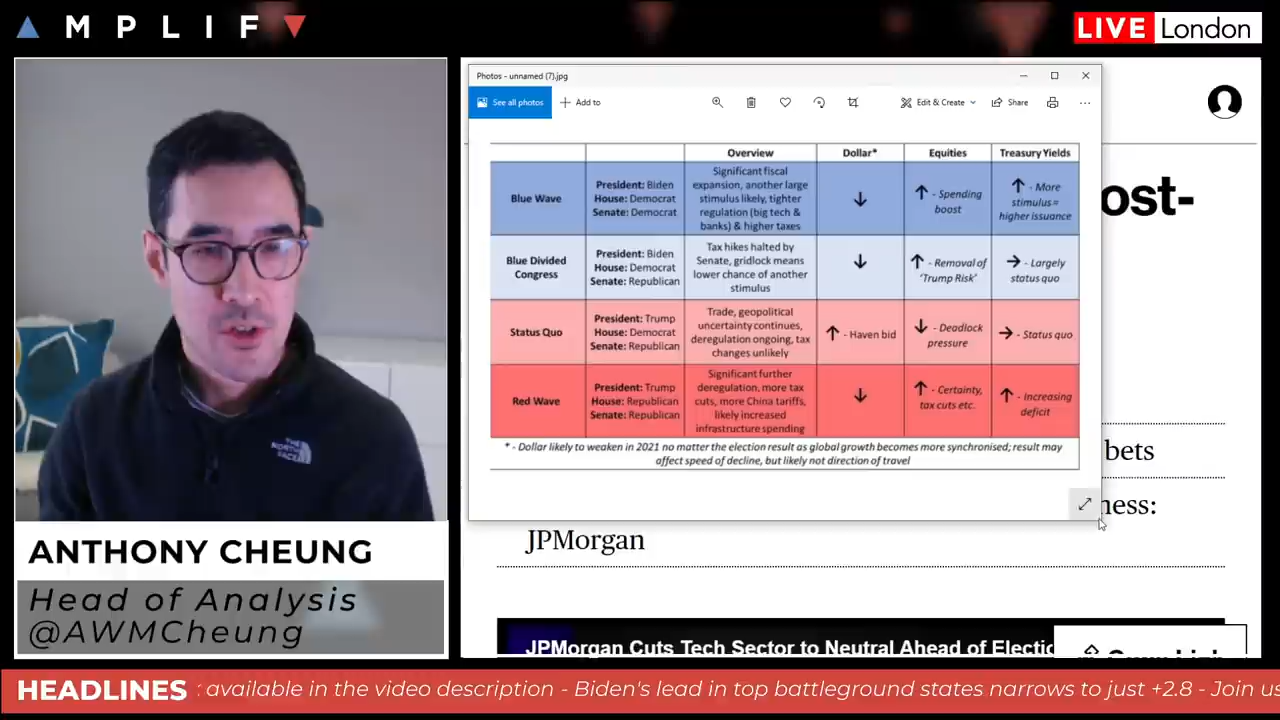 AMPLIF
LIVE London
Photos - unnamed (7).jpg
See all photos
Add to
Edit & Create
Share
Overview
Dollar*
Equities
Treasury Yields
Blue Wave
President: Biden
House: Democrat
Senate: Democrat
Significant fiscal
expansion, another large
stimulus likely, tighter
regulation (big tech &
banks) & higher taxes
↓
↑ - Spending
boost
↑ - More
stimulus =
higher issuance
Blue Divided
Congress
President: Biden
House: Democrat
Senate: Republican
Tax hikes halted by
Senate, gridlock means
lower chance of another
stimulus
↓
↑ - Removal of
'Trump Risk'
→ - Largely
status quo
Status Quo
President: Trump
House: Democrat
Senate: Republican
Trade, geopolitical
uncertainty continues,
deregulation ongoing, tax
changes unlikely
↑ - Haven bid
↓ - Deadlock
pressure
→ - Status quo
Red Wave
President: Trump
House: Republican
Senate: Republican
Significant further
deregulation, more tax
cuts, more China tariffs,
likely increased
infrastructure spending
↓
↑ - Certainty,
tax cuts etc.
↑ - Increasing
deficit
* - Dollar likely to weaken in 2021 no matter the election result as global growth becomes more synchronised; result may
affect speed of decline, but likely not direction of travel
ost-
bets
ness:
JPMorgan
JPMorgan Cuts Tech Sector to Neutral Ahead of Electio
THE
NORTH
FACE
ANTHONY CHEUNG
Head of Analysis
@AWMCheung
HEADLINES
: available in the video description - Biden's lead in top battleground states narrows to just +2.8 - Join us